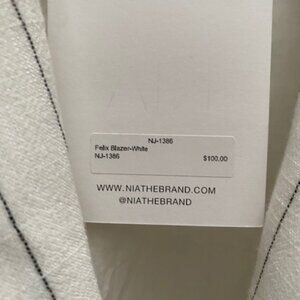 NJ-1386
Felix Blazer-White
NJ-1386 $100.00
WWW.NIATHEBRAND.COM
@NIATHEBRAND